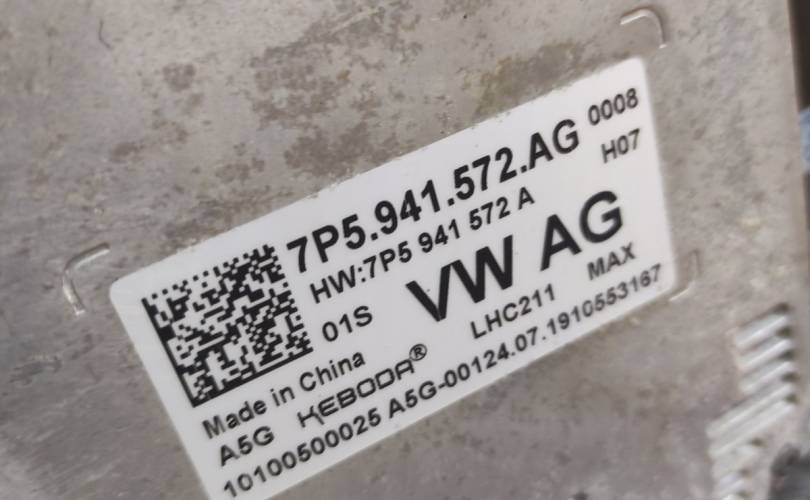 7P5.941.572.AG 0008
HW:7P5 941 572 A H07
01S VW AG
LHC211 MAX
Made in China
A5G KEBODA®
10100500025 A5G-00124.07.1910553167